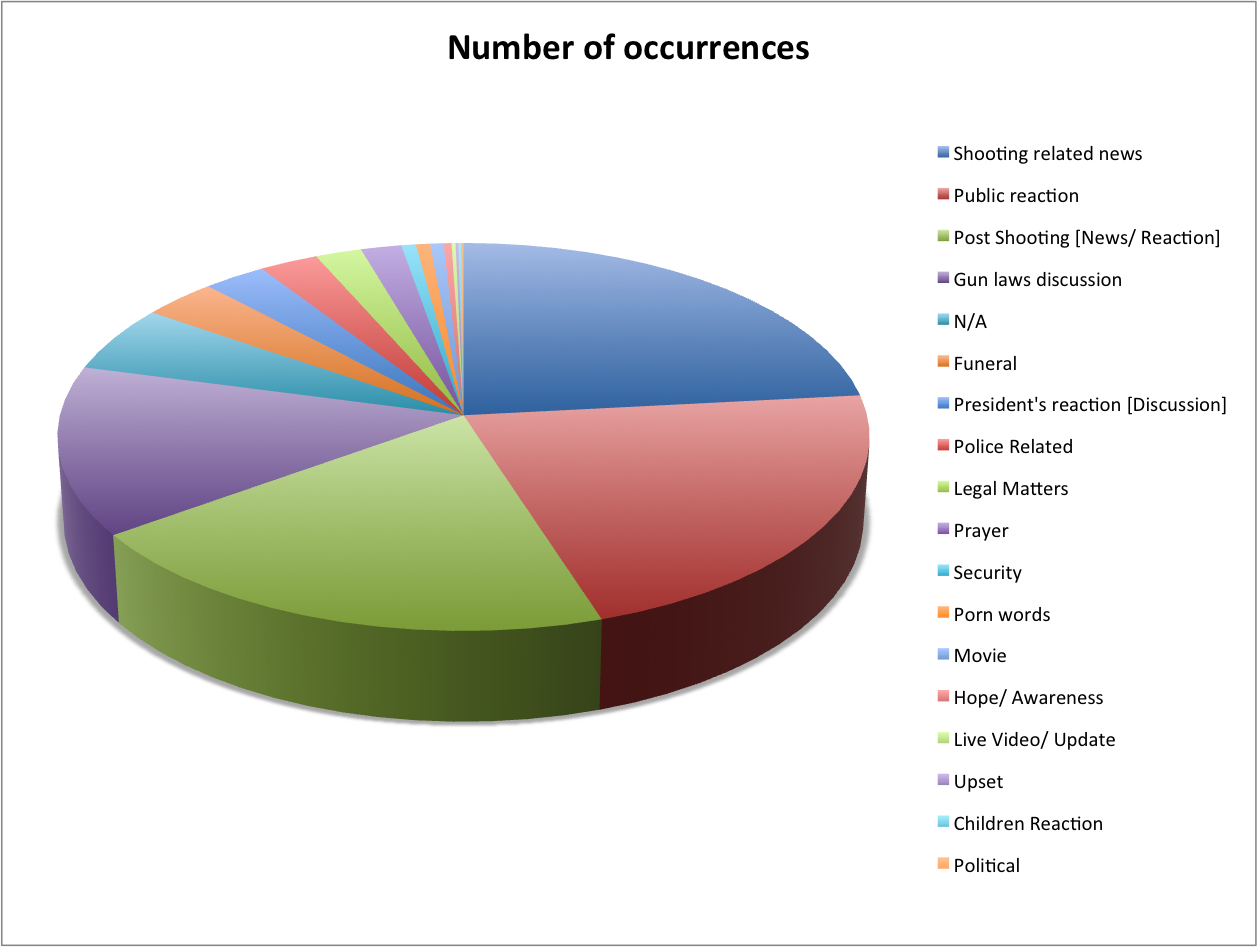 Number of occurrences
Shooting related news
Public reaction
Post Shooting [News/ Reaction]
Gun laws discussion
N/A
Funeral
President's reaction [Discussion]
Police Related
Legal Matters
Prayer
Security
Porn words
Movie
Hope/ Awareness
Live Video/ Update
Upset
Children Reaction
Political